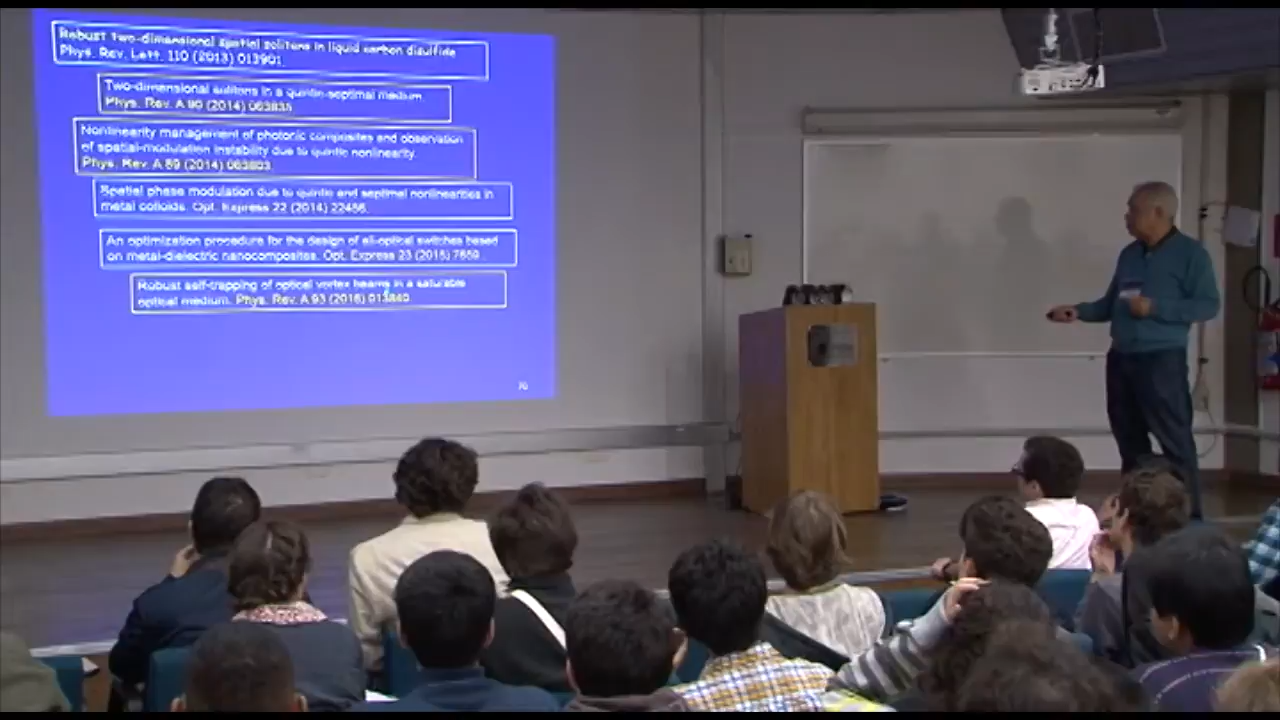 Robust two-dimensional spatial solitons in liquid carbon disulfide
Phys. Rev. Lett. 110 (2013) 013901.
Two-dimensional solitons in a quintic-septimal medium.
Phys. Rev. A 90 (2014) 063835
Nonlinearity management of photonic composites and observation
of spatial-modulation instability due to quintic nonlinearity.
Phys. Rev. A 89 (2014) 063803
Spatial phase modulation due to quintic and septimal nonlinearities in
metal colloids. Opt. Express 22 (2014) 22456.
An optimization procedure for the design of all-optical switches based
on metal-dielectric nanocomposites. Opt. Express 23 (2015) 7659
Robust self-trapping of optical vortex beams in a saturable
optical medium. Phys. Rev. A 93 (2016) 013840